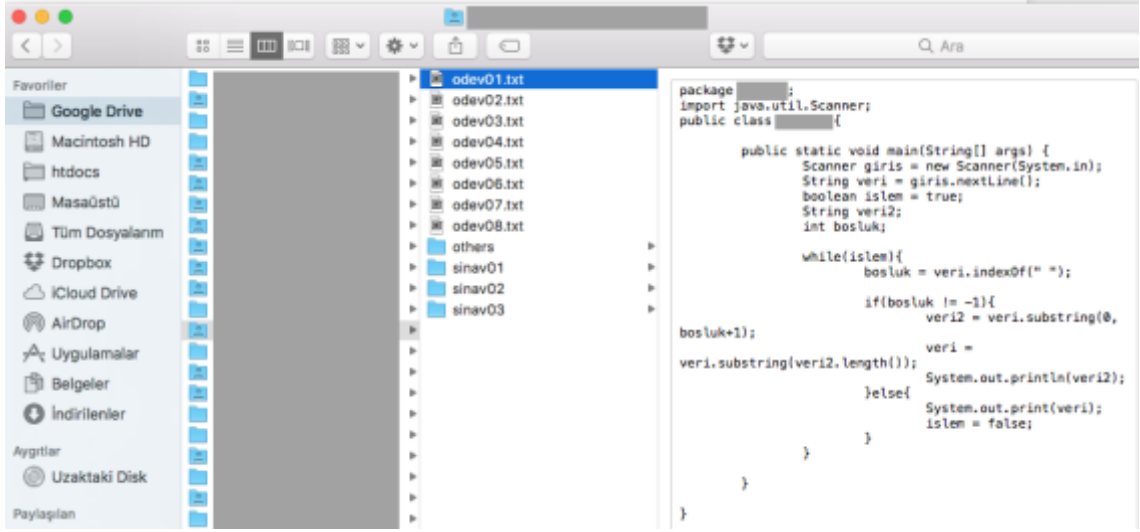 Ara
Favoriler
Google Drive
Macintosh HD
htdocs
Masaüstü
Tüm Dosyalarım
Dropbox
iCloud Drive
AirDrop
Uygulamalar
Belgeler
İndirilenler
Aygıtlar
Uzaktaki Disk
Paylaşılan
odev01.txt
odev02.txt
odev03.txt
odev04.txt
odev05.txt
odev06.txt
odev07.txt
odev08.txt
others
sinav01
sinav02
sinav03
package ;
import java.util.Scanner;
public class {
public static void main(String[] args) {
Scanner giris = new Scanner(System.in);
String veri = giris.nextLine();
boolean islem = true;
String veri2;
int bosluk;
while(islem){
bosluk = veri.indexOf(" ");
if(bosluk != -1){
veri2 = veri.substring(0,
bosluk+1);
veri =
veri.substring(veri2.length());
System.out.println(veri2);
}else{
System.out.print(veri);
islem = false;
}
}
}
}